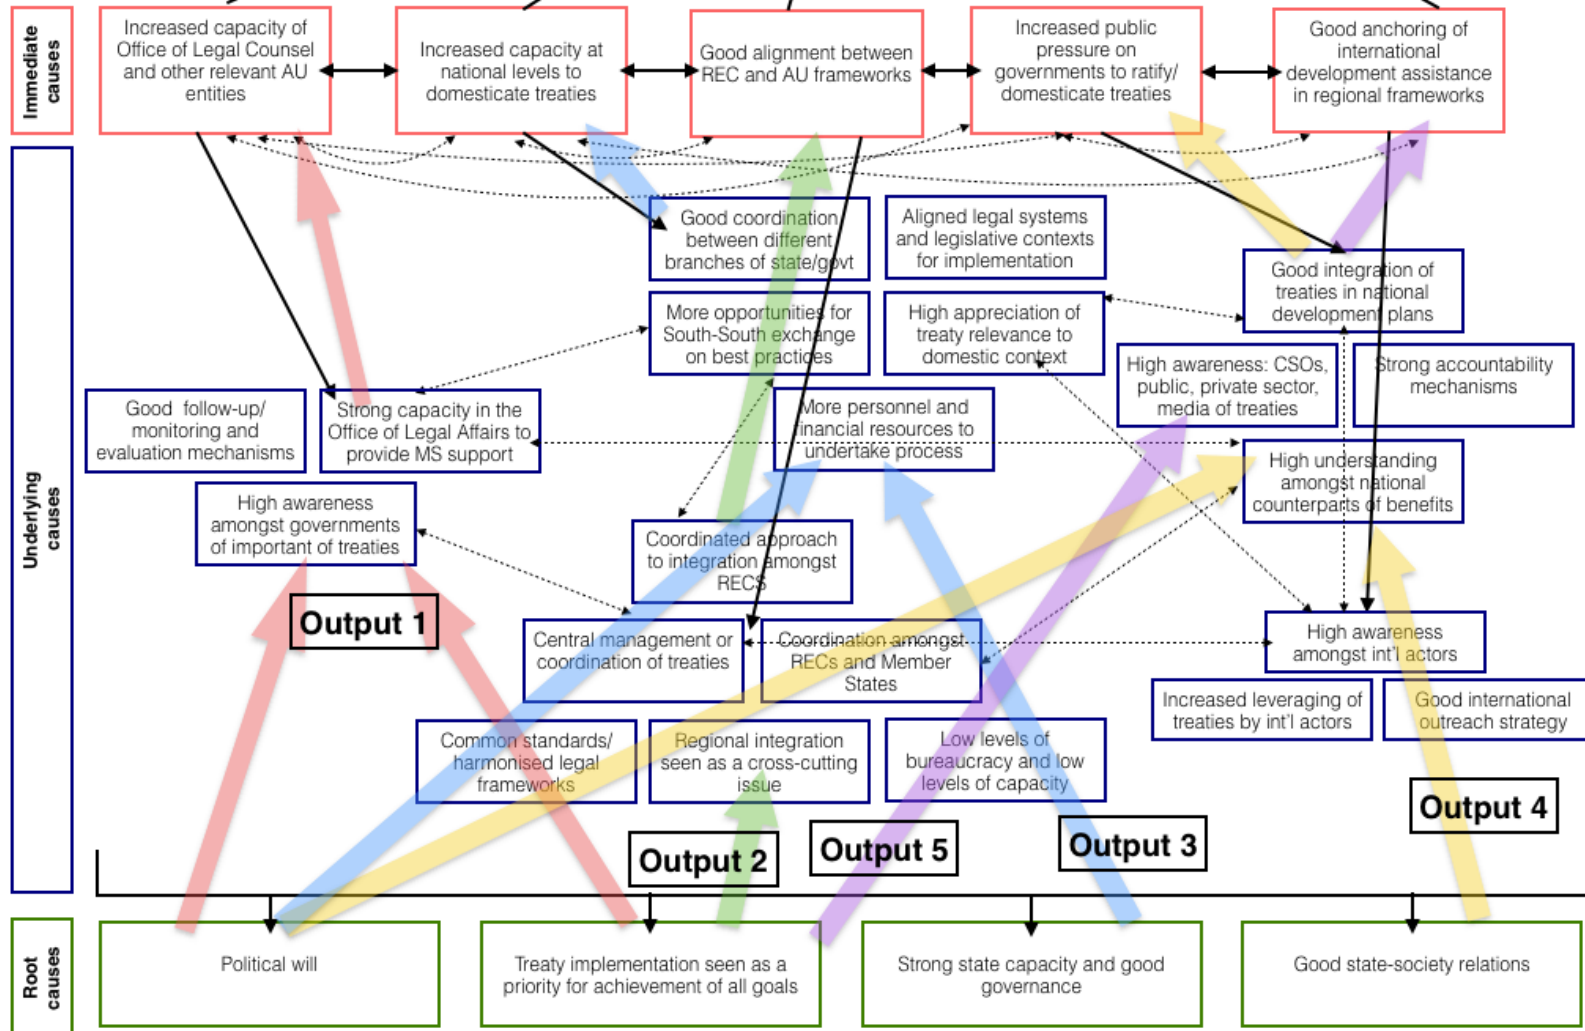 Immediate
causes
Increased capacity of
Office of Legal Counsel
and other relevant AU
entities
Increased capacity at
national levels to
domesticate treaties
Good alignment between
REC and AU frameworks
Increased public
pressure on
governments to ratify/
domesticate treaties
Good anchoring of
international
development assistance
in regional frameworks
Underlying
causes
Good coordination
between different
branches of state/govt
Aligned legal systems
and legislative contexts
for implementation
Good integration of
treaties in national
development plans
More opportunities for
South-South exchange
on best practices
High appreciation of
treaty relevance to
domestic context
High awareness: CSOs,
public, private sector,
media of treaties
Strong accountability
mechanisms
Good follow-up/
monitoring and
evaluation mechanisms
Strong capacity in the
Office of Legal Affairs to
provide MS support
More personnel and
financial resources to
undertake process
High understanding
amongst national
counterparts of benefits
High awareness
amongst governments
of important of treaties
Coordinated approach
to integration amongst
RECS
Output 1
Central management or
coordination of treaties
Coordination amongst
RECs and Member
States
High awareness
amongst int'l actors
Increased leveraging of
treaties by int'l actors
Good international
outreach strategy
Common standards/
harmonised legal
frameworks
Regional integration
seen as a cross-cutting
issue
Low levels of
bureaucracy and low
levels of capacity
Output 2
Output 5
Output 3
Output 4
Root
causes
Political will
Treaty implementation seen as a
priority for achievement of all goals
Strong state capacity and good
governance
Good state-society relations